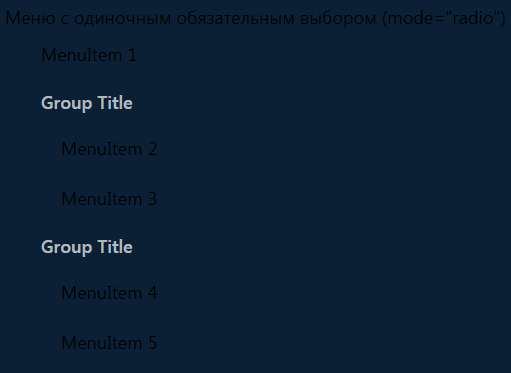 Меню с одиночным обязательным выбором (mode="radio")
MenuItem 1
Group Title
MenuItem 2
MenuItem 3
Group Title
MenuItem 4
MenuItem 5